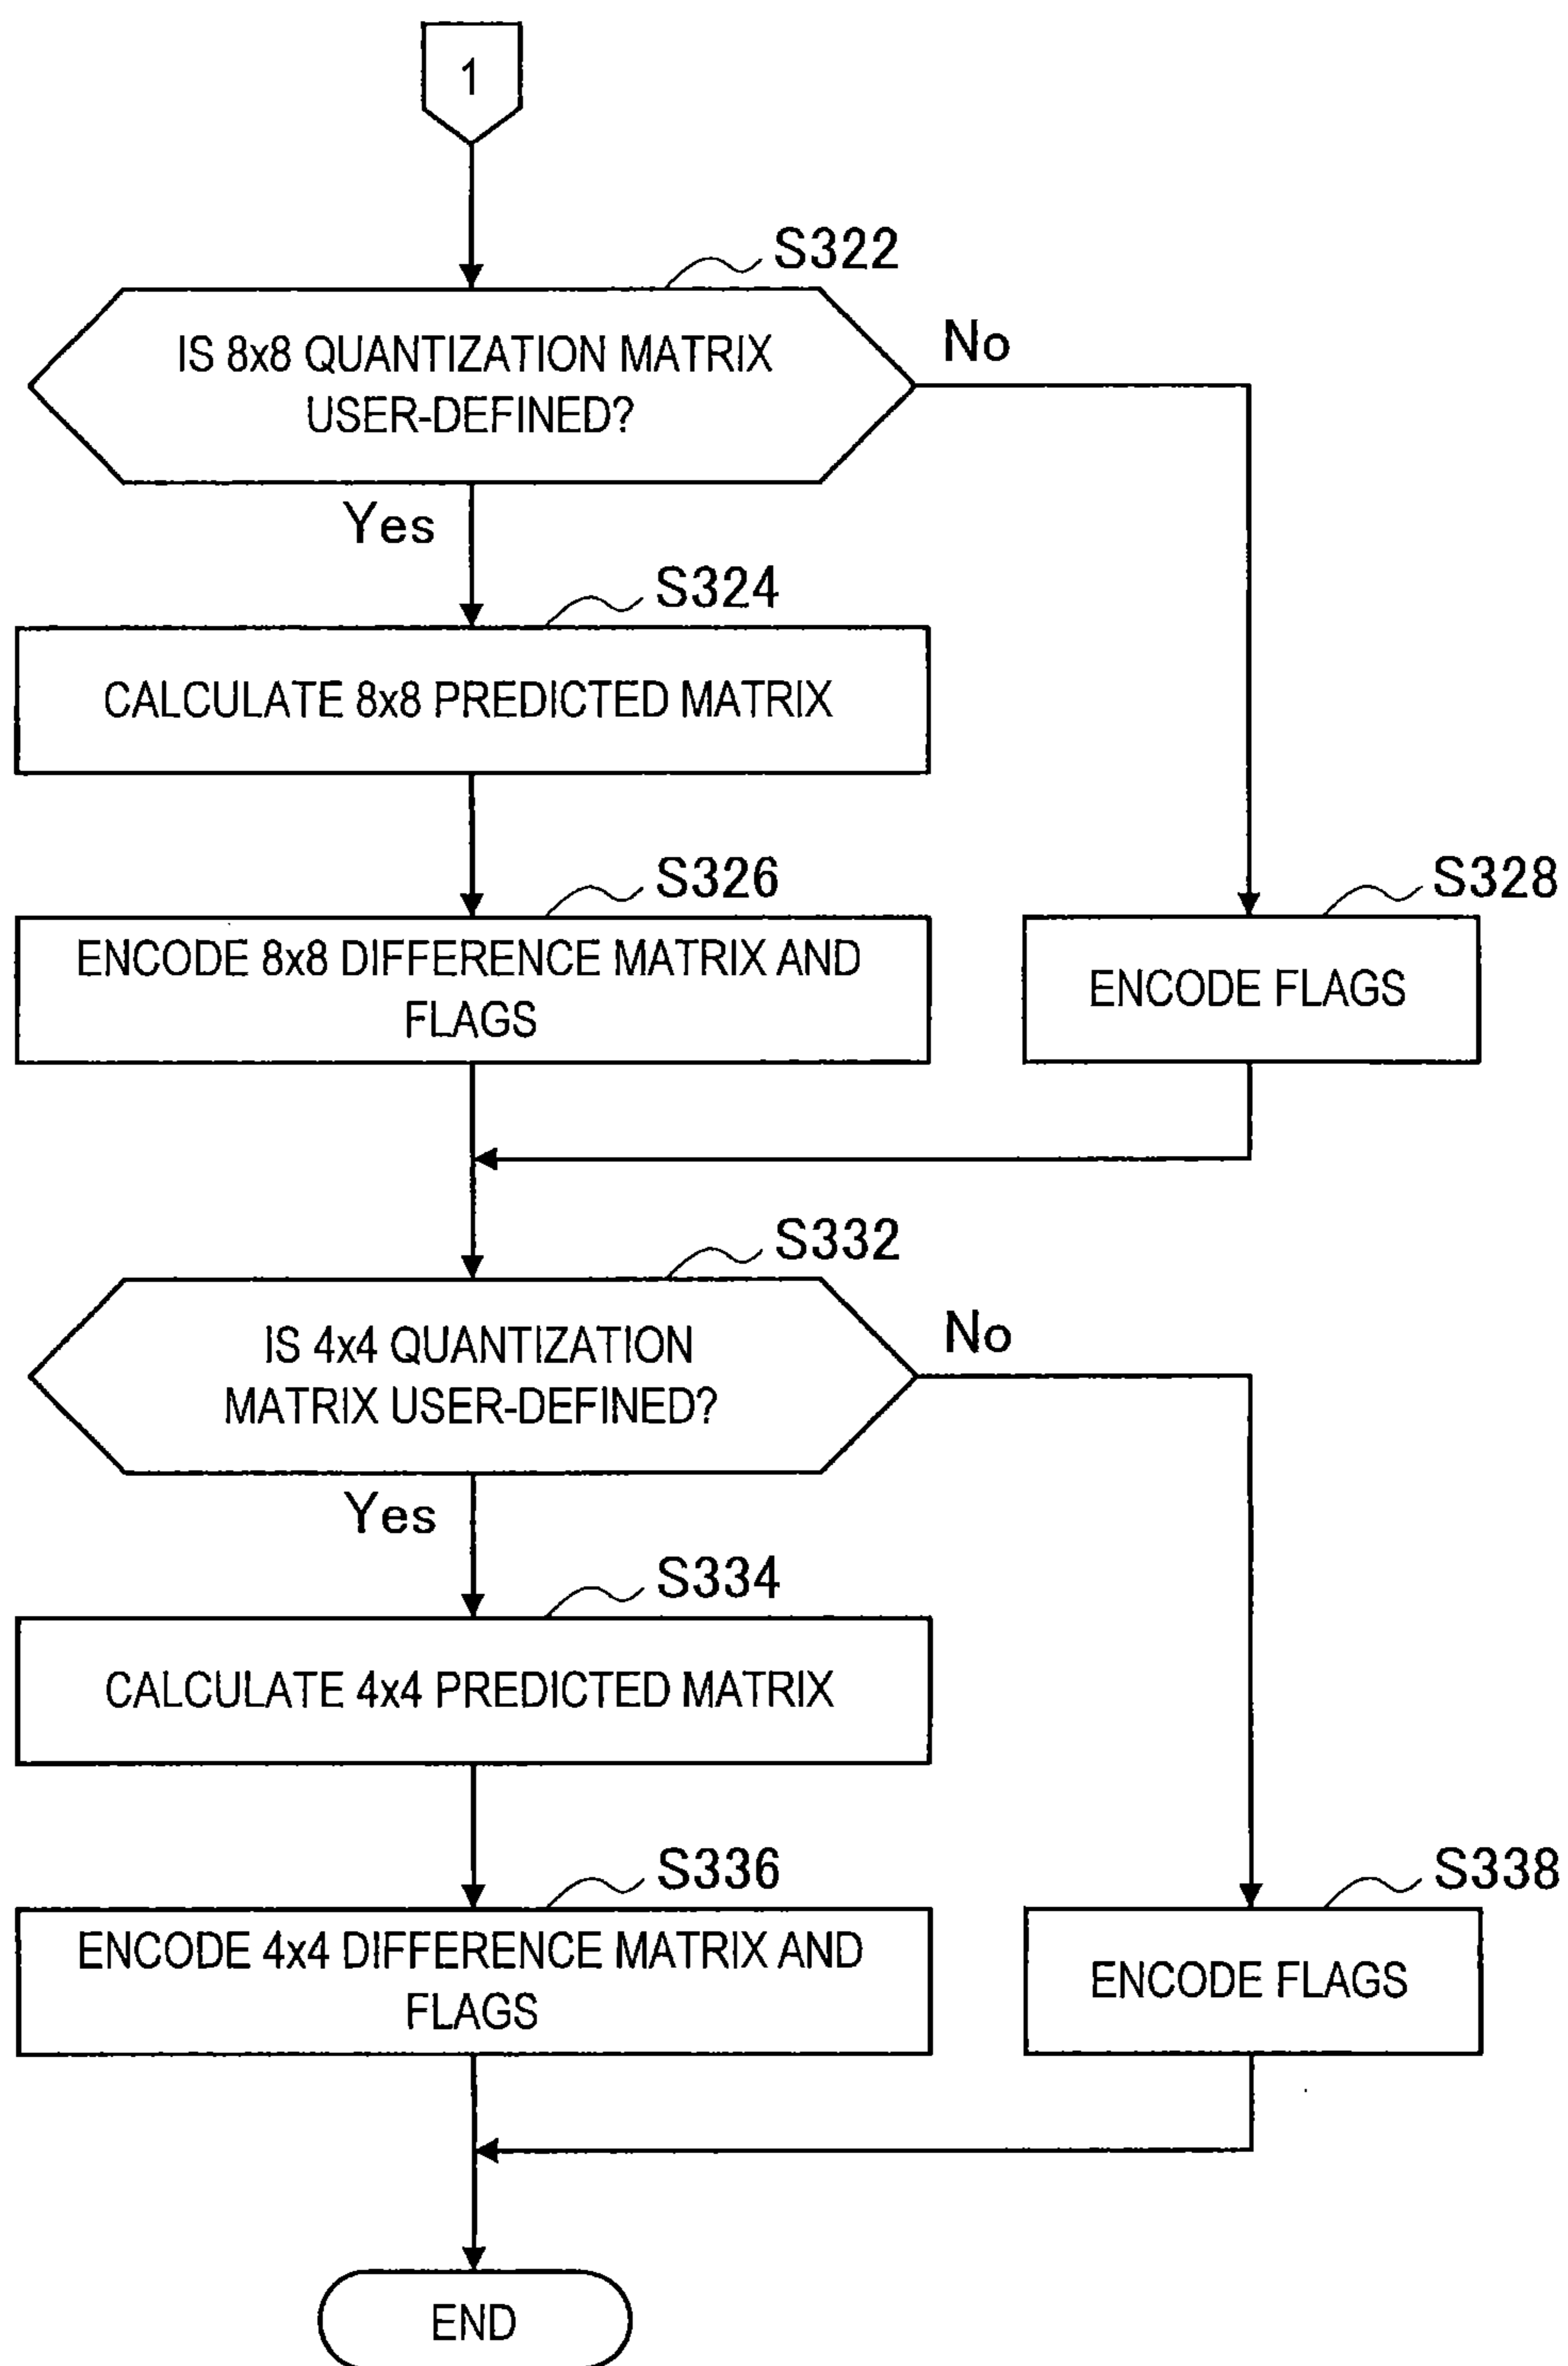 1
S322
IS 8x8 QUANTIZATION MATRIX
USER-DEFINED?
No
Yes
S324
CALCULATE 8x8 PREDICTED MATRIX
S326
ENCODE 8x8 DIFFERENCE MATRIX AND
FLAGS
S328
ENCODE FLAGS
S332
IS 4x4 QUANTIZATION
MATRIX USER-DEFINED?
No
Yes
S334
CALCULATE 4x4 PREDICTED MATRIX
S336
ENCODE 4x4 DIFFERENCE MATRIX AND
FLAGS
S338
ENCODE FLAGS
END